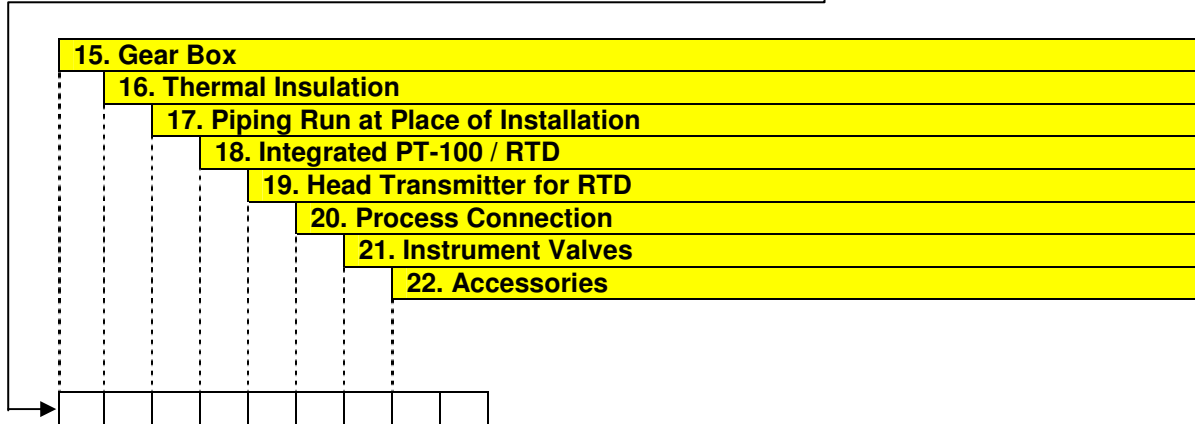 15. Gear Box
16. Thermal Insulation
17. Piping Run at Place of Installation
18. Integrated PT-100 / RTD
19. Head Transmitter for RTD
20. Process Connection
21. Instrument Valves
22. Accessories